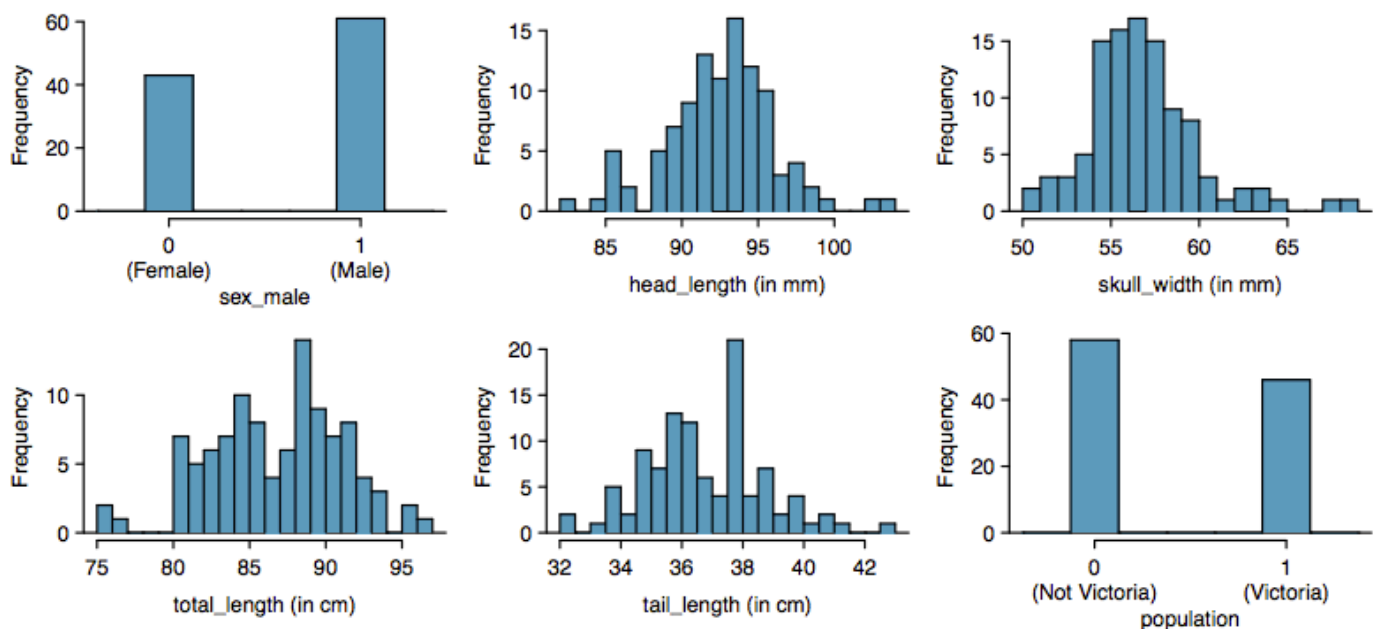 Frequency
60
40
20
0
0
1
(Female)
(Male)
sex_male
Frequency
15
10
5
0
85
90
95
100
head_length (in mm)
Frequency
15
10
5
0
50
55
60
65
skull_width (in mm)
Frequency
10
5
0
75
80
85
90
95
total_length (in cm)
Frequency
20
15
10
5
0
32
34
36
38
40
42
tail_length (in cm)
Frequency
60
40
20
0
0
1
(Not Victoria)
(Victoria)
population